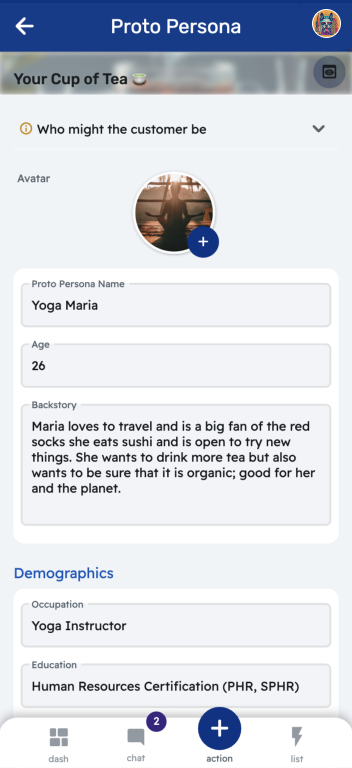 Proto Persona
Your Cup of Tea 🍵
Who might the customer be
Avatar
Proto Persona Name
Yoga Maria
Age
26
Backstory
Maria loves to travel and is a big fan of the red
socks she eats sushi and is open to try new
things. She wants to drink more tea but also
wants to be sure that it is organic; good for her
and the planet.
Demographics
Occupation
Yoga Instructor
Education
Human Resources Certification (PHR, SPHR)
2
dash
chat
action
list